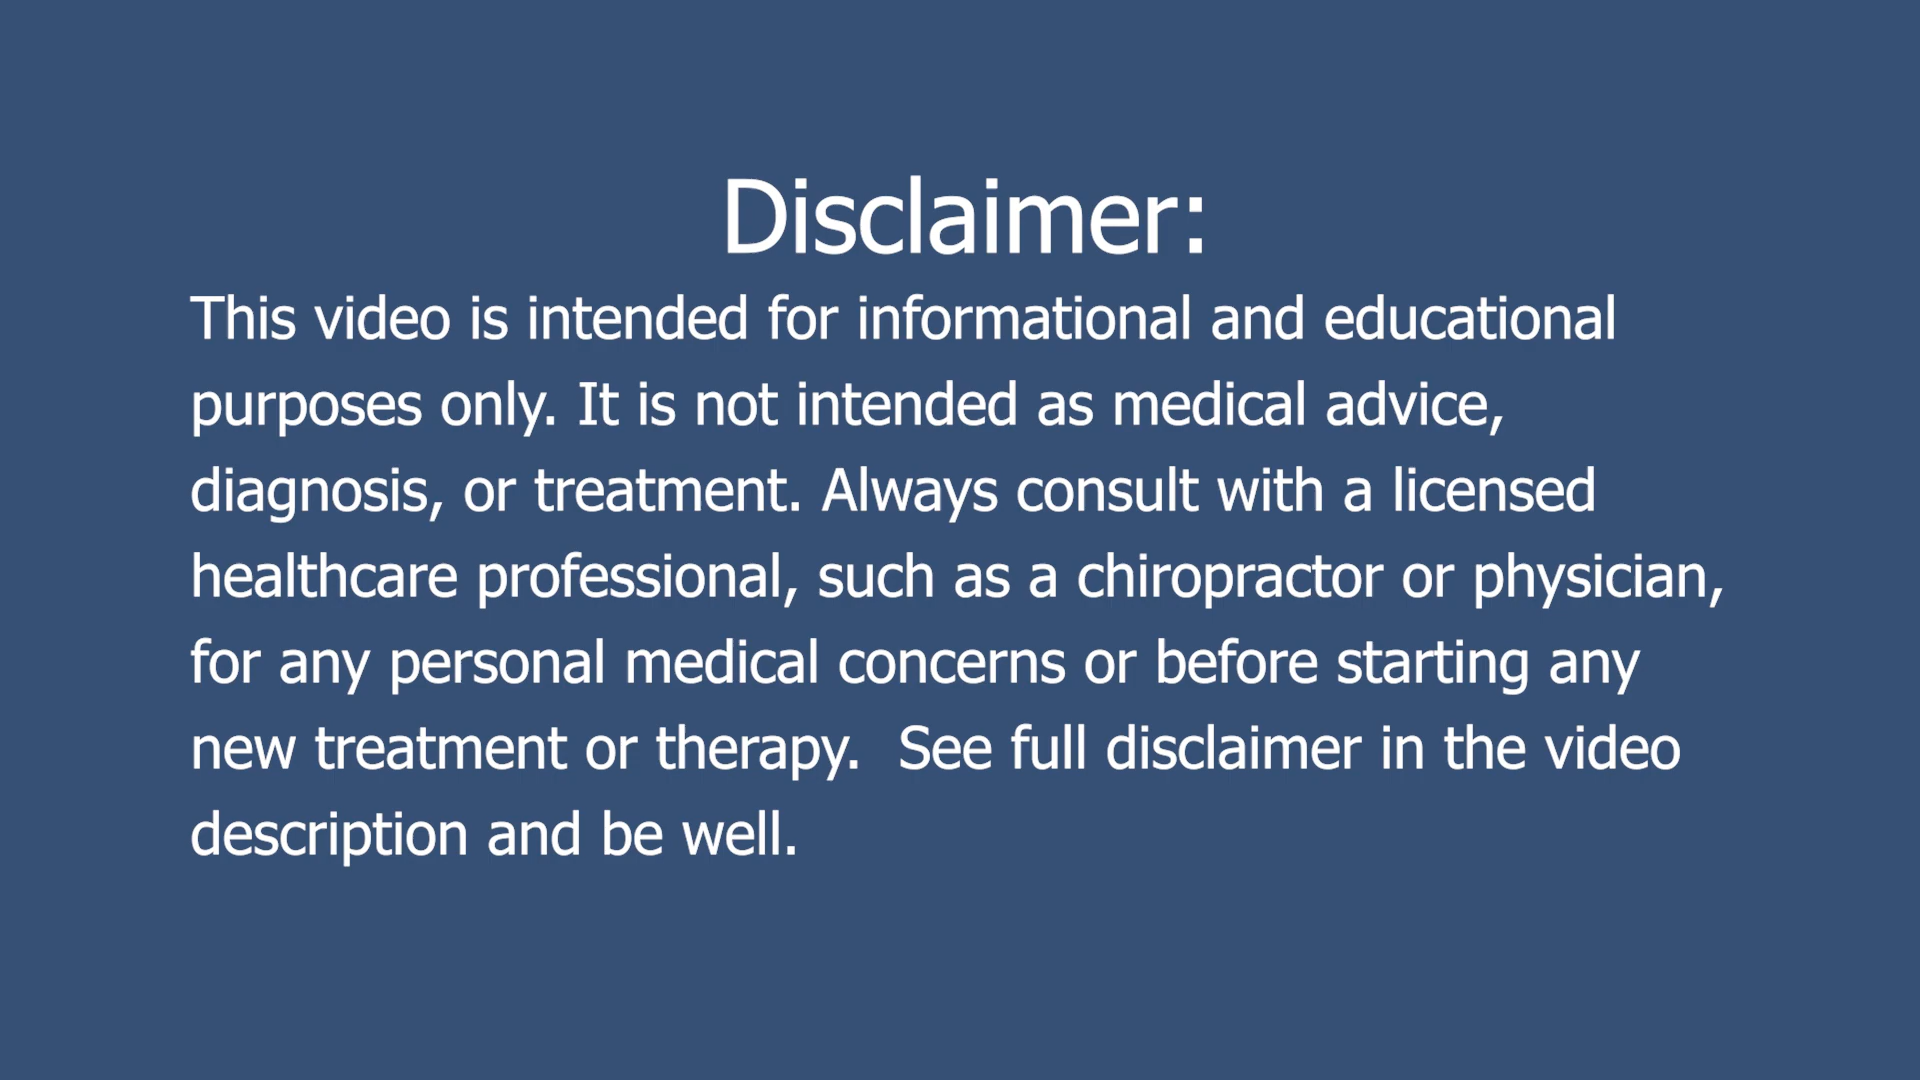 Disclaimer:
This video is intended for informational and educational
purposes only. It is not intended as medical advice,
diagnosis, or treatment. Always consult with a licensed
healthcare professional, such as a chiropractor or physician,
for any personal medical concerns or before starting any
new treatment or therapy.  See full disclaimer in the video
description and be well.